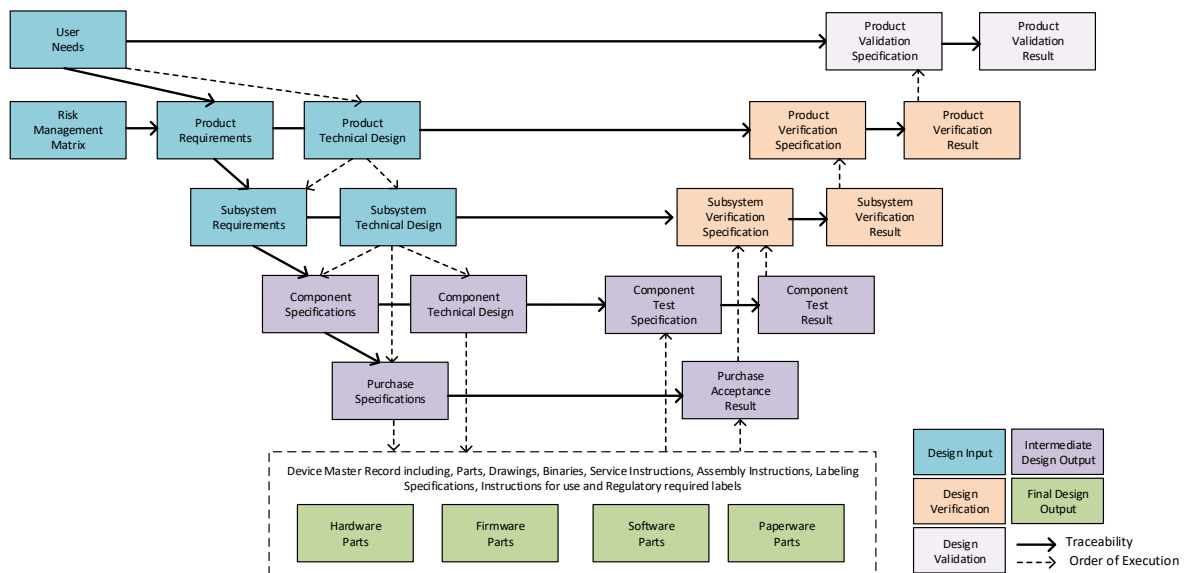 User
Needs
Product
Validation
Specification
Product
Validation
Result
Risk
Management
Matrix
Product
Requirements
Product
Technical Design
Product
Verification
Specification
Product
Verification
Result
Subsystem
Requirements
Subsystem
Technical Design
Subsystem
Verification
Specification
Subsystem
Verification
Result
Component
Specifications
Component
Technical Design
Component
Test
Specification
Component
Test
Result
Purchase
Specifications
Purchase
Acceptance
Result
Device Master Record including, Parts, Drawings, Binaries, Service Instructions, Assembly Instructions, Labeling
Specifications, Instructions for use and Regulatory required labels
Hardware
Parts
Firmware
Parts
Software
Parts
Paperware
Parts
Design Input
Intermediate
Design Output
Design
Verification
Final Design
Output
Design
Validation
Traceability
Order of Execution